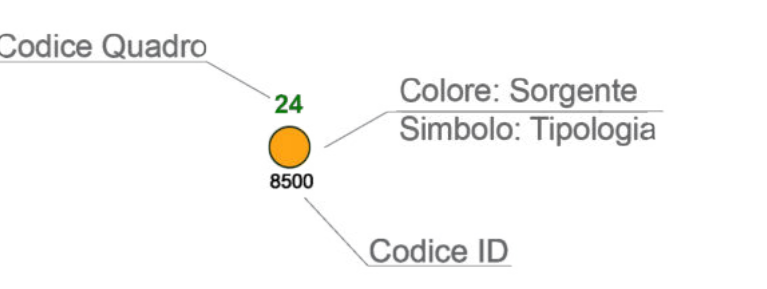 Codice Quadro
24
Colore: Sorgente
Simbolo: Tipologia
8500
Codice ID